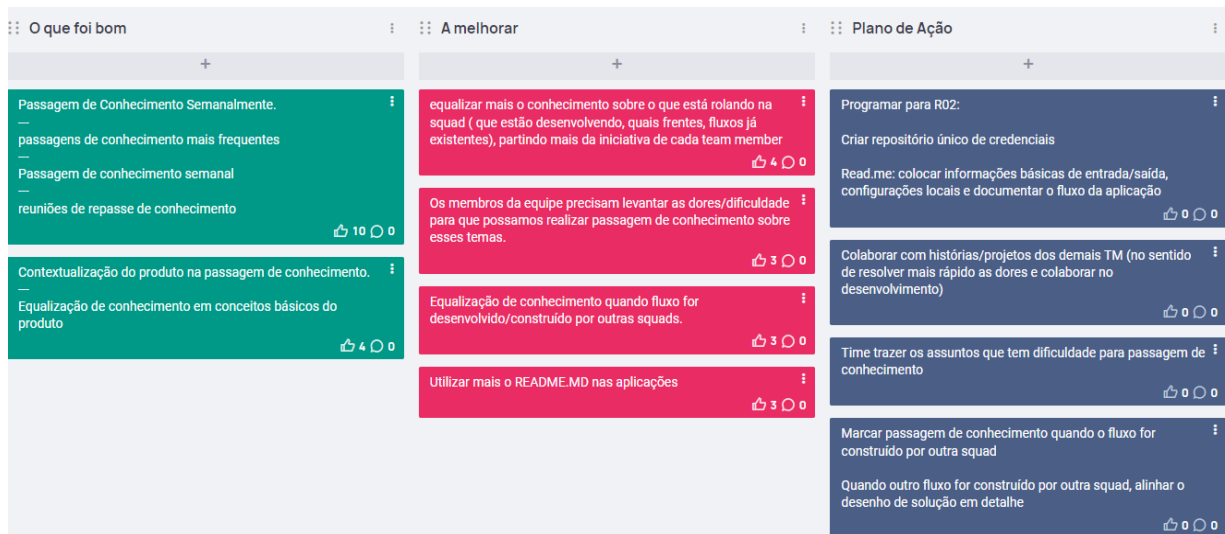 O que foi bom
+
Passagem de Conhecimento Semanalmente.
—
passagens de conhecimento mais frequentes
—
Passagem de conhecimento semanal
—
reuniões de repasse de conhecimento
10 0
Contextualização do produto na passagem de conhecimento.
—
Equalização de conhecimento em conceitos básicos do
produto
4 0
A melhorar
+
equalizar mais o conhecimento sobre o que está rolando na
squad ( que estão desenvolvendo, quais frentes, fluxos já
existentes), partindo mais da iniciativa de cada team member
4 0
Os membros da equipe precisam levantar as dores/dificuldade
para que possamos realizar passagem de conhecimento sobre
esses temas.
3 0
Equalização de conhecimento quando fluxo for
desenvolvido/construído por outras squads.
3 0
Utilizar mais o README.MD nas aplicações
3 0
Plano de Ação
+
Programar para R02:
Criar repositório único de credenciais
Read.me: colocar informações básicas de entrada/saída,
configurações locais e documentar o fluxo da aplicação
0 0
Colaborar com histórias/projetos dos demais TM (no sentido
de resolver mais rápido as dores e colaborar no
desenvolvimento)
0 0
Time trazer os assuntos que tem dificuldade para passagem de
conhecimento
0 0
Marcar passagem de conhecimento quando o fluxo for
construído por outra squad
Quando outro fluxo for construído por outra squad, alinhar o
desenho de solução em detalhe
0 0